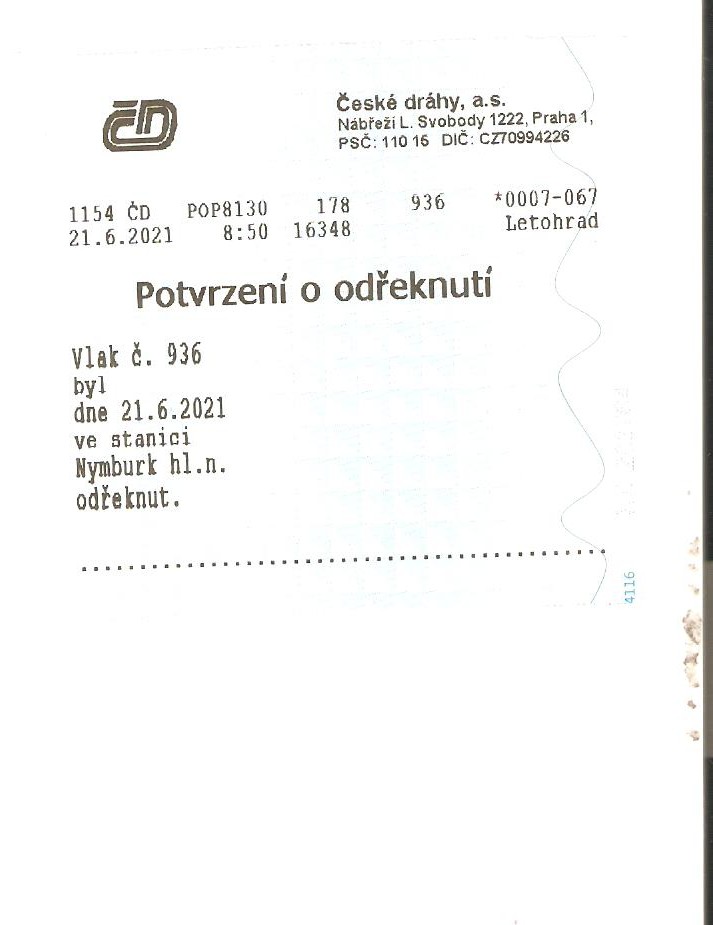 ČD
České dráhy, a.s.
Nábřeží L. Svobody 1222, Praha 1,
PSČ: 110 15 DIČ: CZ70994226
1154 ČD POP8130 178 936 *0007-067
21.6.2021 8:50 16348 Letohrad
Potvrzení o odřeknutí
Vlak č. 936
byl
dne 21.6.2021
ve stanici
Nymburk hl.n.
odřeknut.
4116